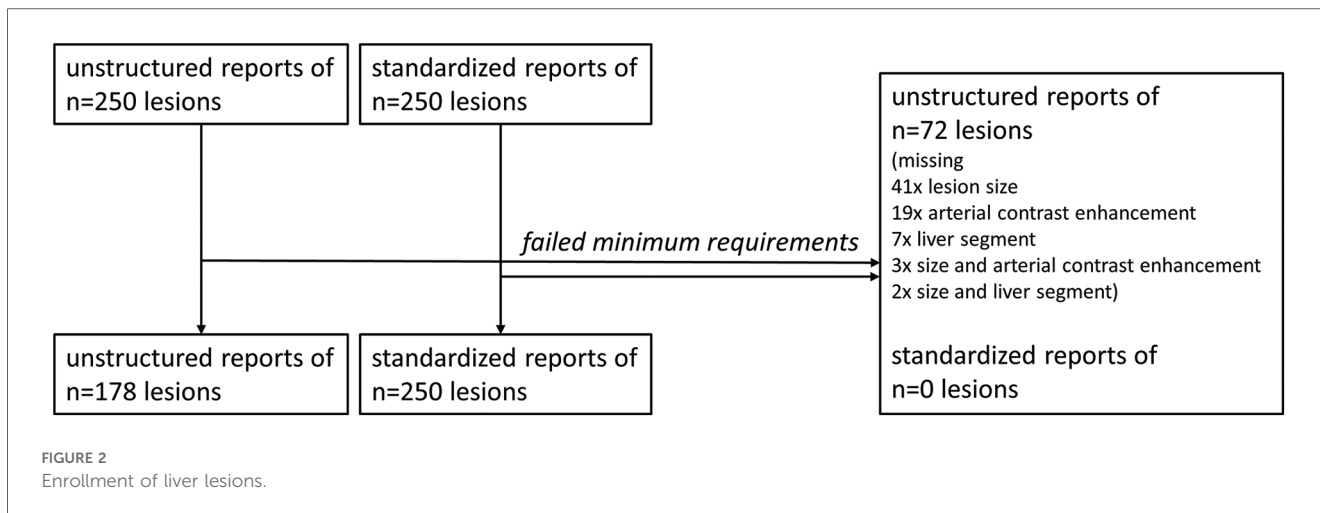 unstructured reports of
n=250 lesions
standardized reports of
n=250 lesions
unstructured reports of
n=72 lesions
(missing
41x lesion size
19x arterial contrast enhancement
7x liver segment
3x size and arterial contrast enhancement
2x size and liver segment)
standardized reports of
n=0 lesions
failed minimum requirements
unstructured reports of
n=178 lesions
standardized reports of
n=250 lesions
FIGURE 2
Enrollment of liver lesions.